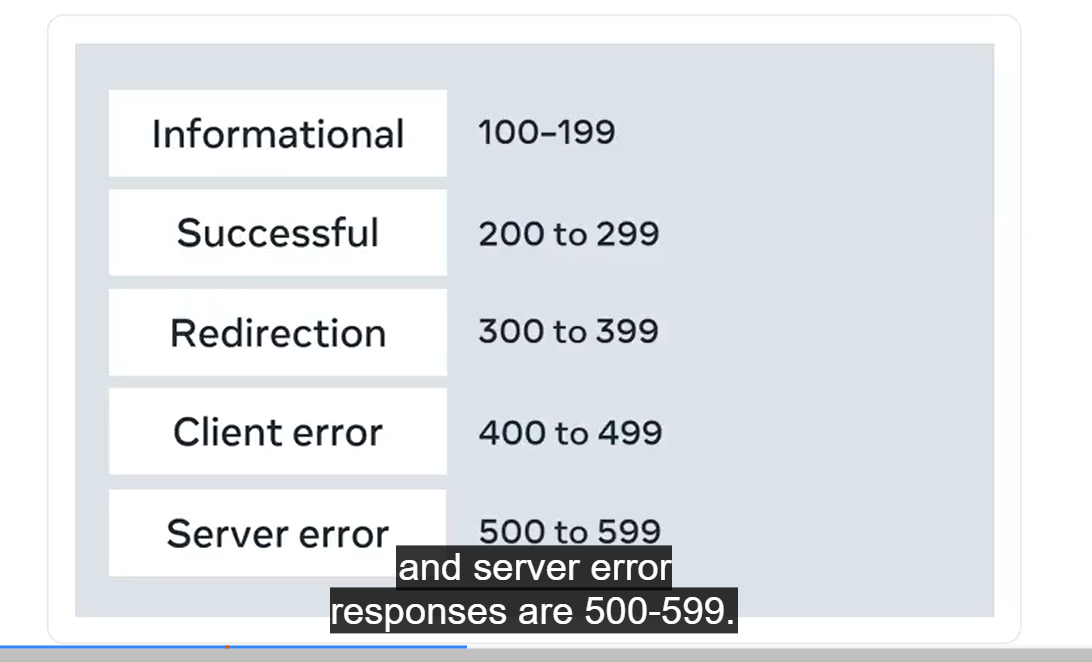 Informational 100–199
Successful 200 to 299
Redirection 300 to 399
Client error 400 to 499
Server error 500 to 599
and server error
responses are 500-599.